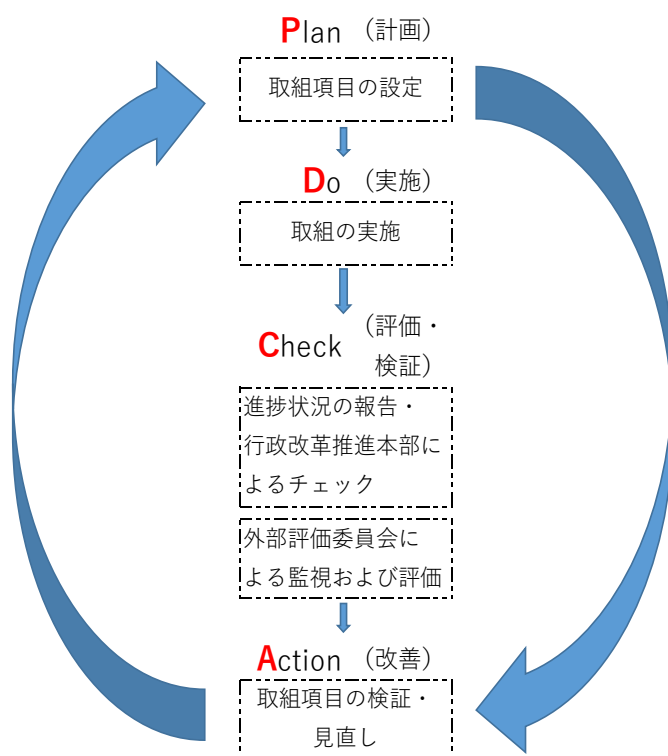 Plan（計画）
取組項目の設定
Do（実施）
取組の実施
Check（評価・
検証）
進捗状況の報告・
行政改革推進本部に
よるチェック
外部評価委員会に
よる監視および評価
Action（改善）
取組項目の検証・
見直し